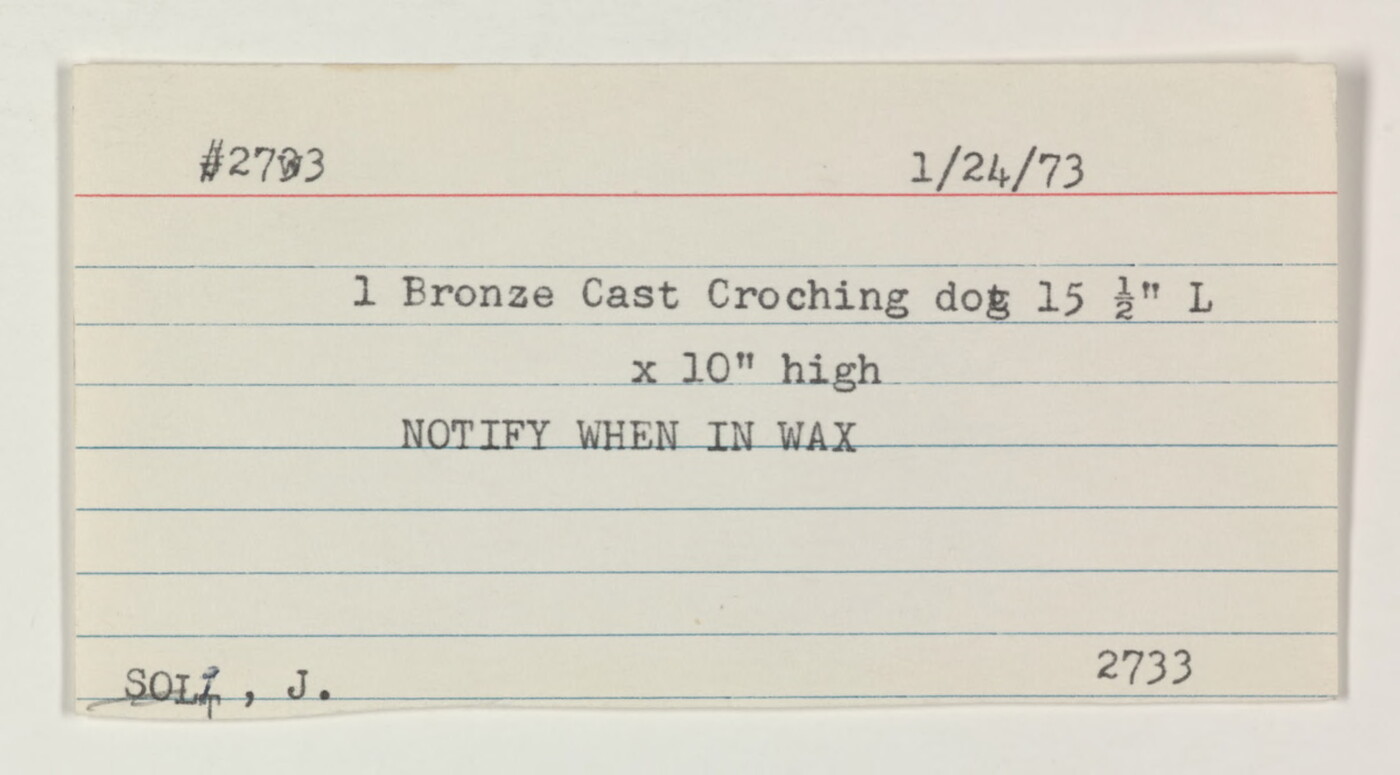 #2733 1/24/73
1 Bronze Cast Croching dog 15 ½" L
x 10" high
NOTIFY WHEN IN WAX
2733
, J.